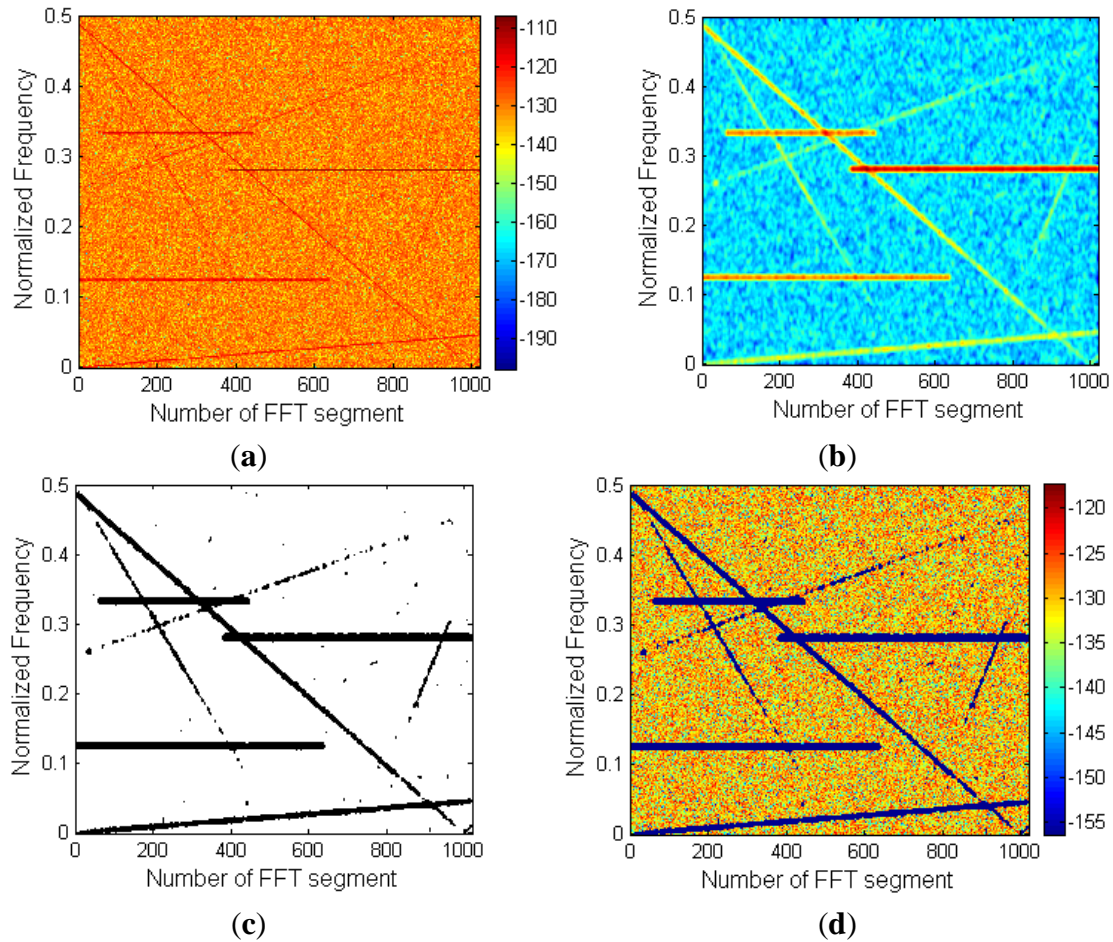 0.5
0.4
0.3
0.2
0.1
0
Normalized Frequency
0 200 400 600 800 1000
Number of FFT segment
-110
-120
-130
-140
-150
-160
-170
-180
-190
(a)
0.5
0.4
0.3
0.2
0.1
0
Normalized Frequency
0 200 400 600 800 1000
Number of FFT segment
(b)
0.5
0.4
0.3
0.2
0.1
0
Normalized Frequency
0 200 400 600 800 1000
Number of FFT segment
(c)
0.5
0.4
0.3
0.2
0.1
0
Normalized Frequency
0 200 400 600 800 1000
Number of FFT segment
-120
-125
-130
-135
-140
-145
-150
-155
(d)